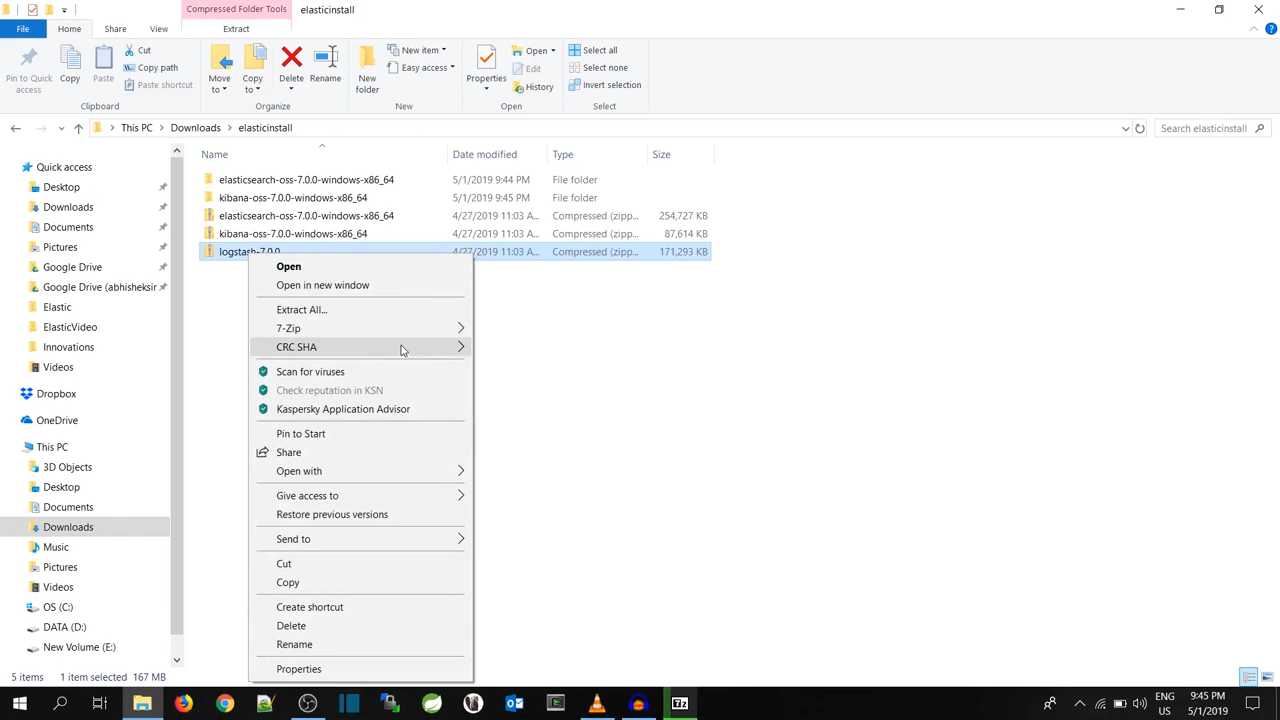 Compressed Folder Tools
elasticinstall
File
Home
Share
View
Extract
Pin to Quick access
Copy
Paste
Cut
Copy path
Paste shortcut
Clipboard
Move to
Copy to
Delete
Rename
Organize
New folder
New item
Easy access
New
Properties
Open
Edit
History
Open
Select all
Select none
Invert selection
Select
This PC
Downloads
elasticinstall
Search elasticinstall
Name
Date modified
Type
Size
elasticsearch-oss-7.0.0-windows-x86_64 5/1/2019 9:44 PM File folder
kibana-oss-7.0.0-windows-x86_64 5/1/2019 9:45 PM File folder
elasticsearch-oss-7.0.0-windows-x86_64 4/27/2019 11:03 A... Compressed (zipp... 254,727 KB
kibana-oss-7.0.0-windows-x86_64 4/27/2019 11:03 A... Compressed (zipp... 87,614 KB
logstash-7.0.0 4/27/2019 11:03 A... Compressed (zipp... 171,293 KB
Quick access
Desktop
Downloads
Documents
Pictures
Google Drive
Google Drive (abhisheksir
Elastic
ElasticVideo
Innovations
Videos
Dropbox
OneDrive
This PC
3D Objects
Desktop
Documents
Downloads
Music
Pictures
Videos
OS (C:)
DATA (D:)
New Volume (E:)
Open
Open in new window
Extract All...
7-Zip
CRC SHA
Scan for viruses
Check reputation in KSN
Kaspersky Application Advisor
Pin to Start
Share
Open with
Give access to
Restore previous versions
Send to
Cut
Copy
Create shortcut
Delete
Rename
Properties
5 items
1 item selected 167 MB
7z
ENG
US
9:45 PM
5/1/2019